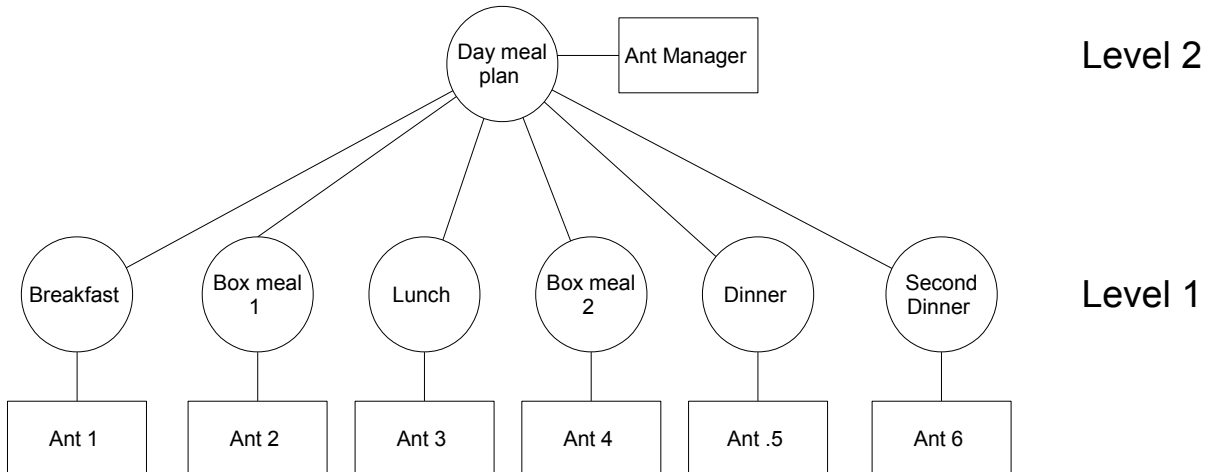 Day meal
plan
Ant Manager
Level 2
Breakfast
Box meal
1
Lunch
Box meal
2
Dinner
Second
Dinner
Level 1
Ant 1
Ant 2
Ant 3
Ant 4
Ant .5
Ant 6